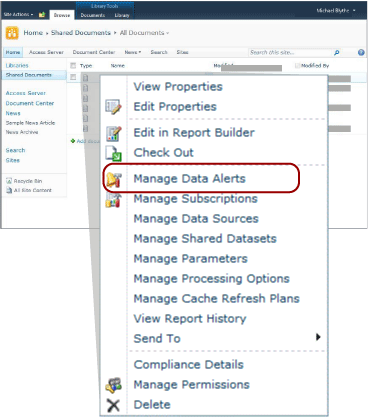 Library Tools
Michael Blythe
Site Actions
Browse
Documents
Library
Home
Shared Documents
All Documents
Home
Access Server
Document Center
News
Search
Sites
Search this site...
Libraries
Shared Documents
Access Server
Document Center
News
Sample News Article
News Archive
Search
Sites
Recycle Bin
All Site Content
Type
Name
Modified
Modified By
Add
View Properties
Edit Properties
Edit in Report Builder
Check Out
Manage Data Alerts
Manage Subscriptions
Manage Data Sources
Manage Shared Datasets
Manage Parameters
Manage Processing Options
Manage Cache Refresh Plans
View Report History
Send To
Compliance Details
Manage Permissions
Delete